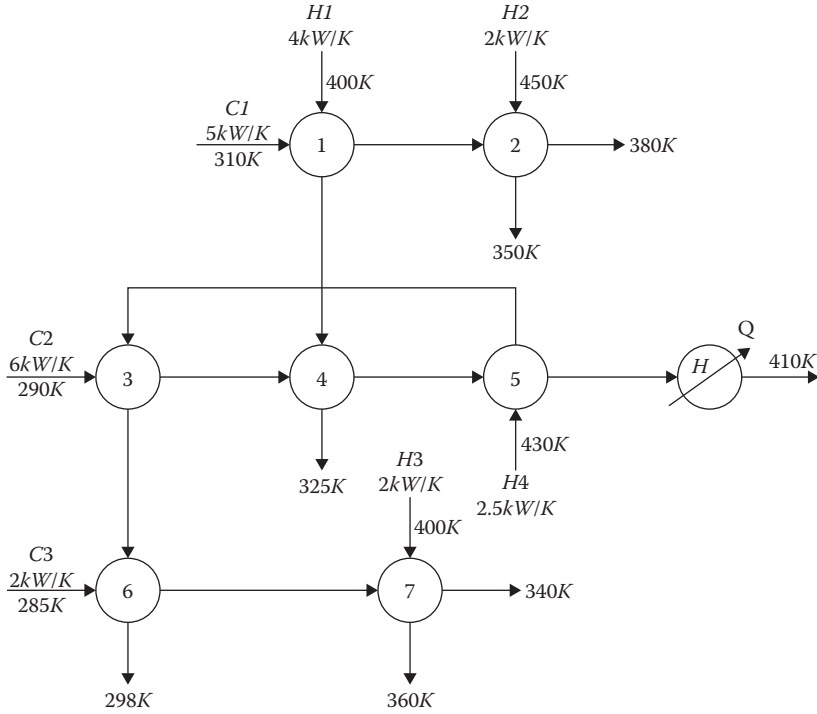 H1
4kW/K
400K
H2
2kW/K
450K
C1
5kW/K
310K
1
2
380K
350K
C2
6kW/K
290K
3
4
5
H
Q
410K
325K
430K
H4
2.5kW/K
H3
2kW/K
400K
C3
2kW/K
285K
6
7
340K
298K
360K